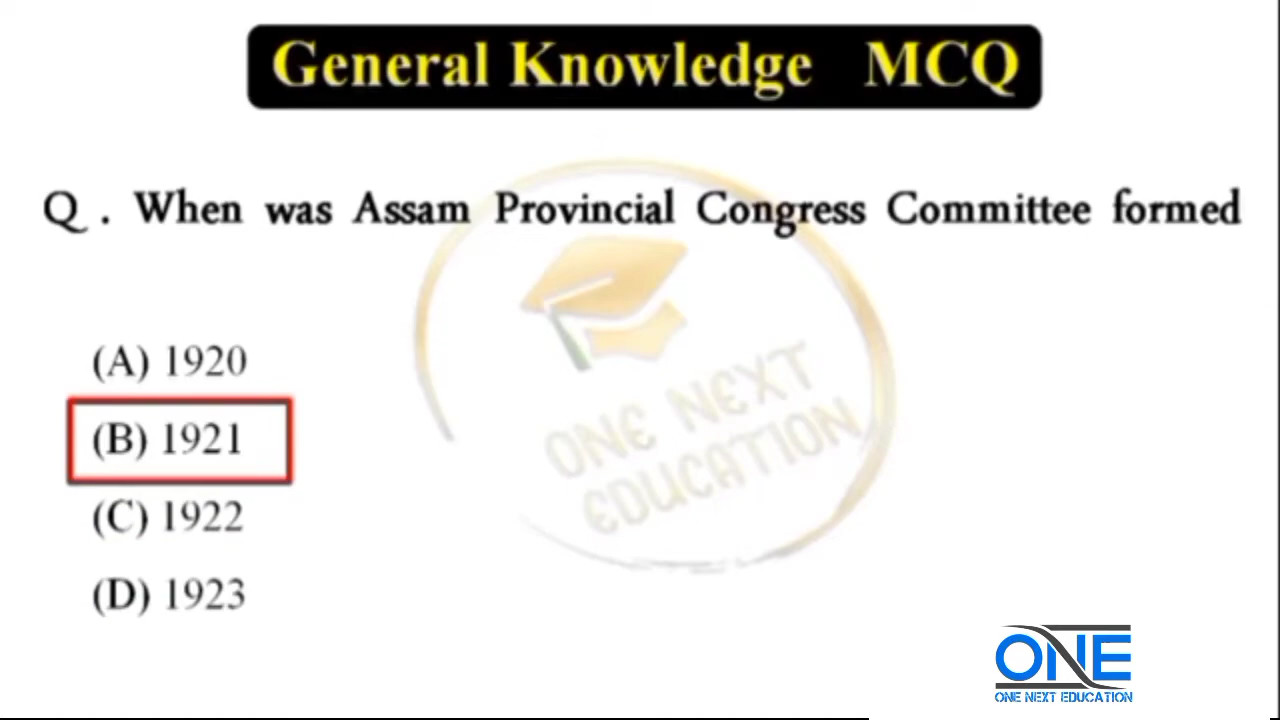 General Knowledge MCQ
Q . When was Assam Provincial Congress Committee formed
(A) 1920
(B) 1921
(C) 1922
(D) 1923
ONE NEXT
EDUCATION
ONE
ONE NEXT EDUCATION